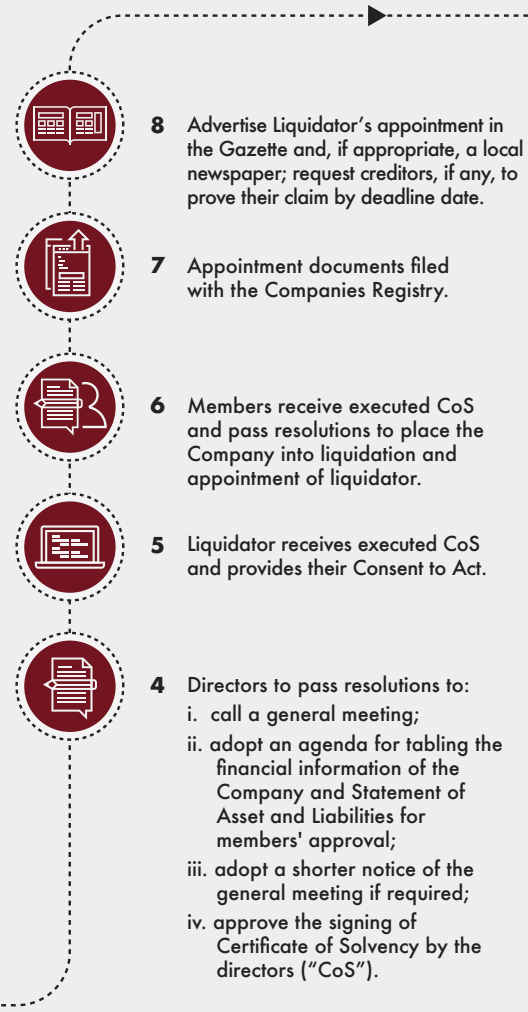 8 Advertise Liquidator’s appointment in
the Gazette and, if appropriate, a local
newspaper; request creditors, if any, to
prove their claim by deadline date.
7 Appointment documents filed
with the Companies Registry.
6 Members receive executed CoS
and pass resolutions to place the
Company into liquidation and
appointment of liquidator.
5 Liquidator receives executed CoS
and provides their Consent to Act.
4 Directors to pass resolutions to:
i. call a general meeting;
ii. adopt an agenda for tabling the
financial information of the
Company and Statement of
Asset and Liabilities for
members' approval;
iii. adopt a shorter notice of the
general meeting if required;
iv. approve the signing of
Certificate of Solvency by the
directors (“CoS”).